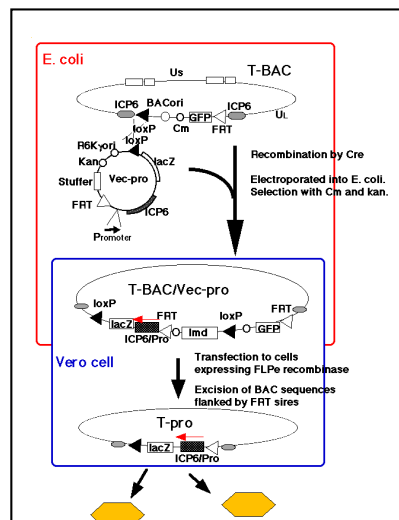 E. coli
Us
T-BAC
ICP6
BACori
ICP6
GFP
UL
loxP
Cm
FRT
loxP
R6Kγori
Kan
lacZ
Vec-pro
Stuffer
FRT
ICP6
Promoter
Recombination by Cre
Electroporated into E. coli.
Selection with Cm and kan.
T-BAC/Vec-pro
loxP
FRT
loxP
FRT
lacZ
lmd
GFP
ICP6/Pro
Vero cell
Transfection to cells
expressing FLPe recombinase
Excision of BAC sequences
flanked by FRT sires
T-pro
lacZ
ICP6/Pro